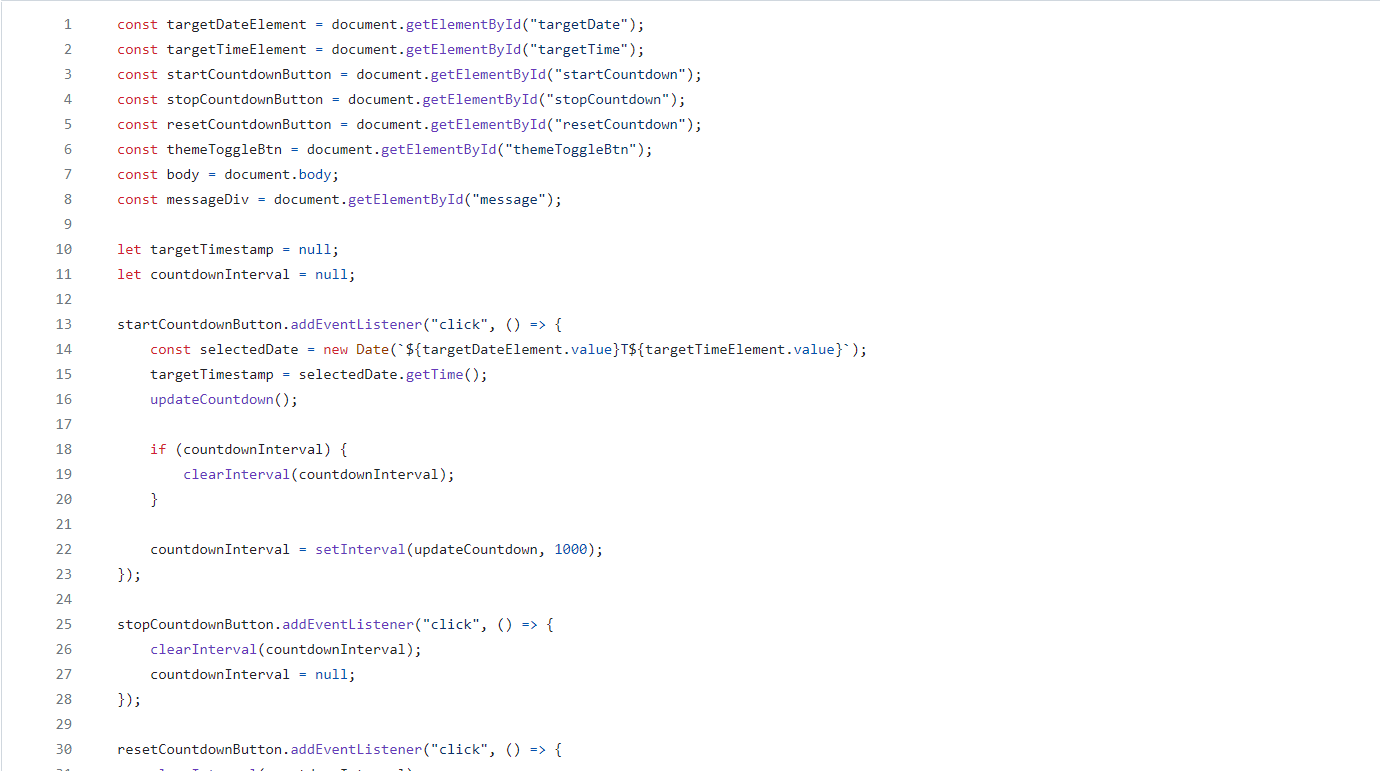 1 const targetDateElement = document.getElementById("targetDate");
2 const targetTimeElement = document.getElementById("targetTime");
3 const startCountdownButton = document.getElementById("startCountdown");
4 const stopCountdownButton = document.getElementById("stopCountdown");
5 const resetCountdownButton = document.getElementById("resetCountdown");
6 const themeToggleBtn = document.getElementById("themeToggleBtn");
7 const body = document.body;
8 const messageDiv = document.getElementById("message");
9
10 let targetTimestamp = null;
11 let countdownInterval = null;
12
13 startCountdownButton.addEventListener("click", () => {
14     const selectedDate = new Date(`${targetDateElement.value}T${targetTimeElement.value}`);
15     targetTimestamp = selectedDate.getTime();
16     updateCountdown();
17
18     if (countdownInterval) {
19         clearInterval(countdownInterval);
20     }
21
22     countdownInterval = setInterval(updateCountdown, 1000);
23 });
24
25 stopCountdownButton.addEventListener("click", () => {
26     clearInterval(countdownInterval);
27     countdownInterval = null;
28 });
29
30 resetCountdownButton.addEventListener("click", () => {